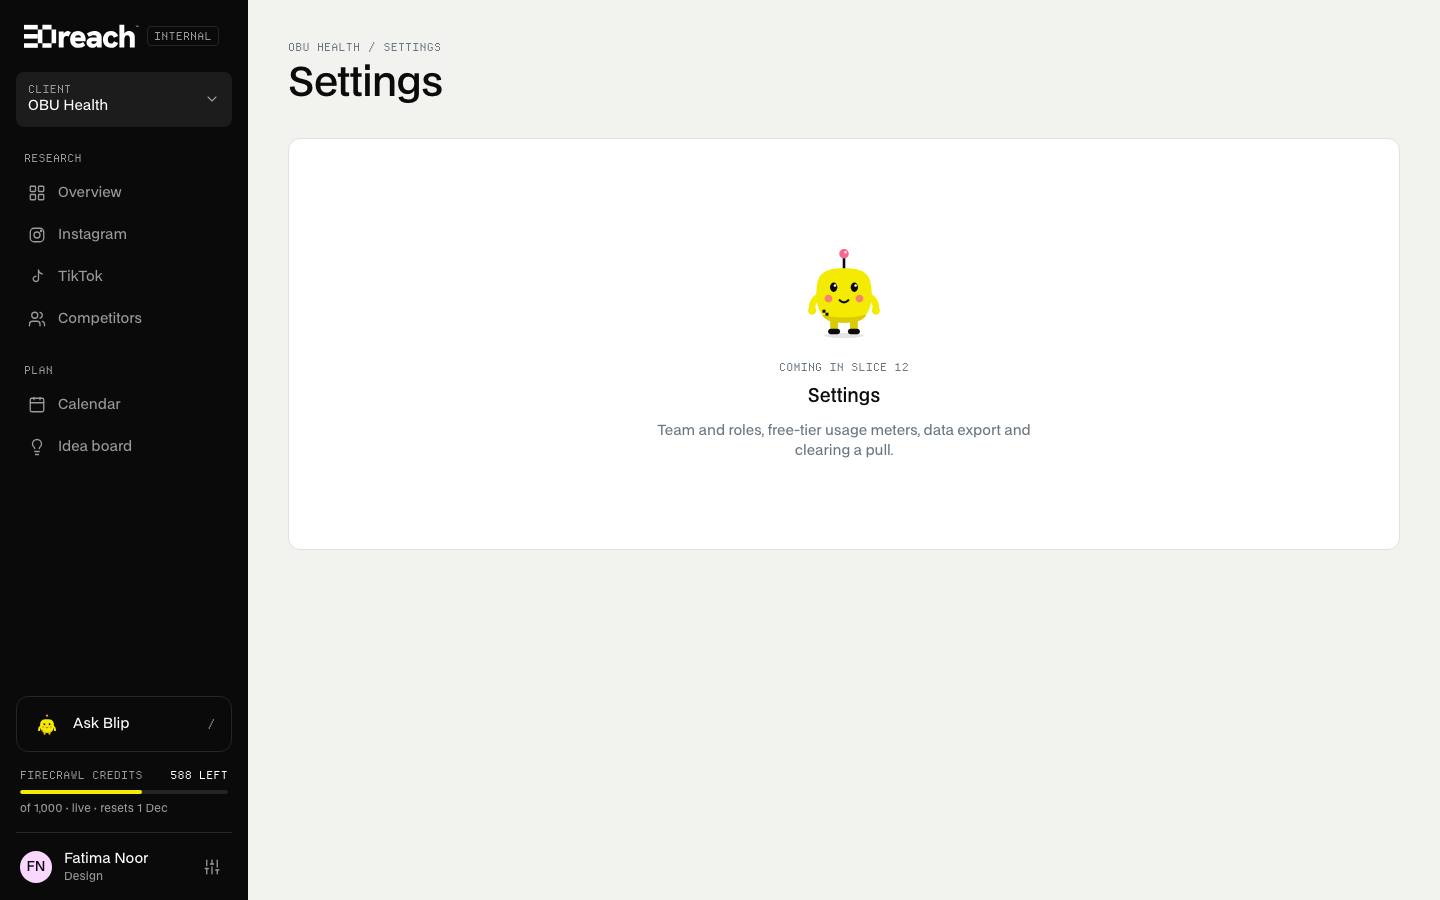 reach
INTERNAL
CLIENT
OBU Health
RESEARCH
Overview
Instagram
TikTok
Competitors
PLAN
Calendar
Idea board
Ask Blip
/
FIRECRAWL CREDITS
588 LEFT
of 1,000 · live · resets 1 Dec
FN
Fatima Noor
Design
OBU HEALTH / SETTINGS
Settings
COMING IN SLICE 12
Settings
Team and roles, free-tier usage meters, data export and
clearing a pull.